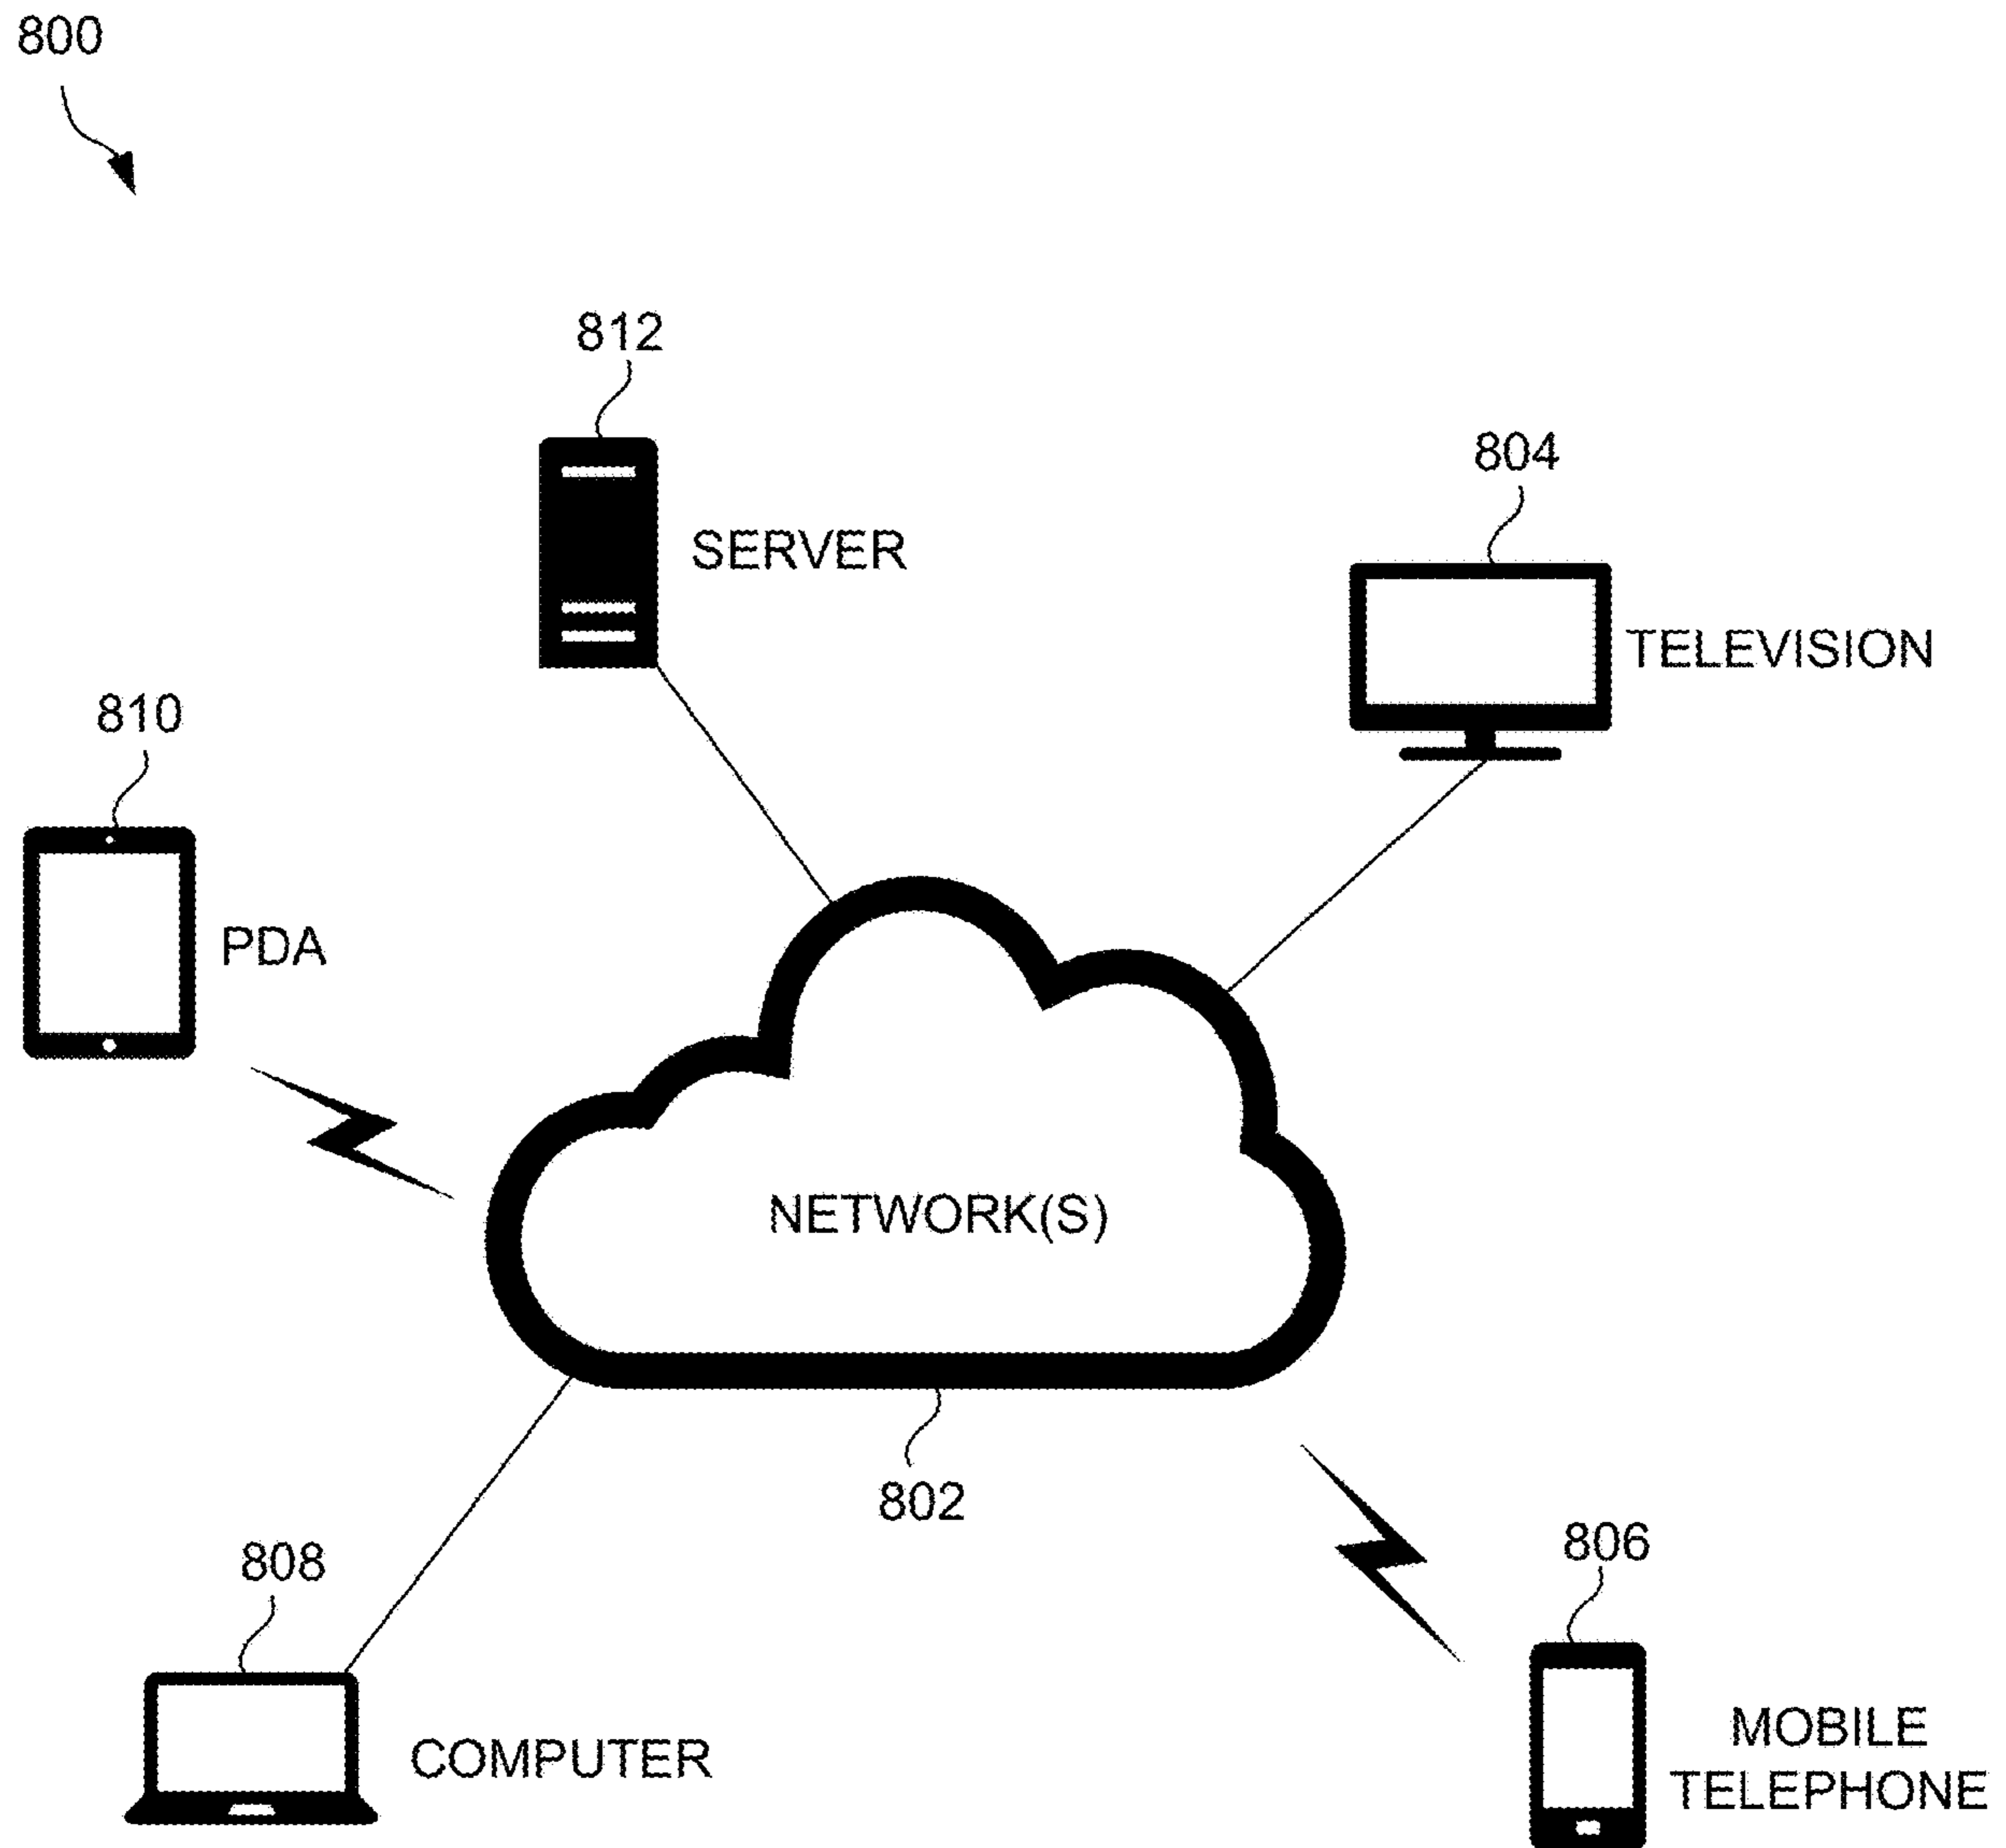 800
812
SERVER
804
TELEVISION
810
PDA
NETWORK(S)
802
808
COMPUTER
806
MOBILE
TELEPHONE